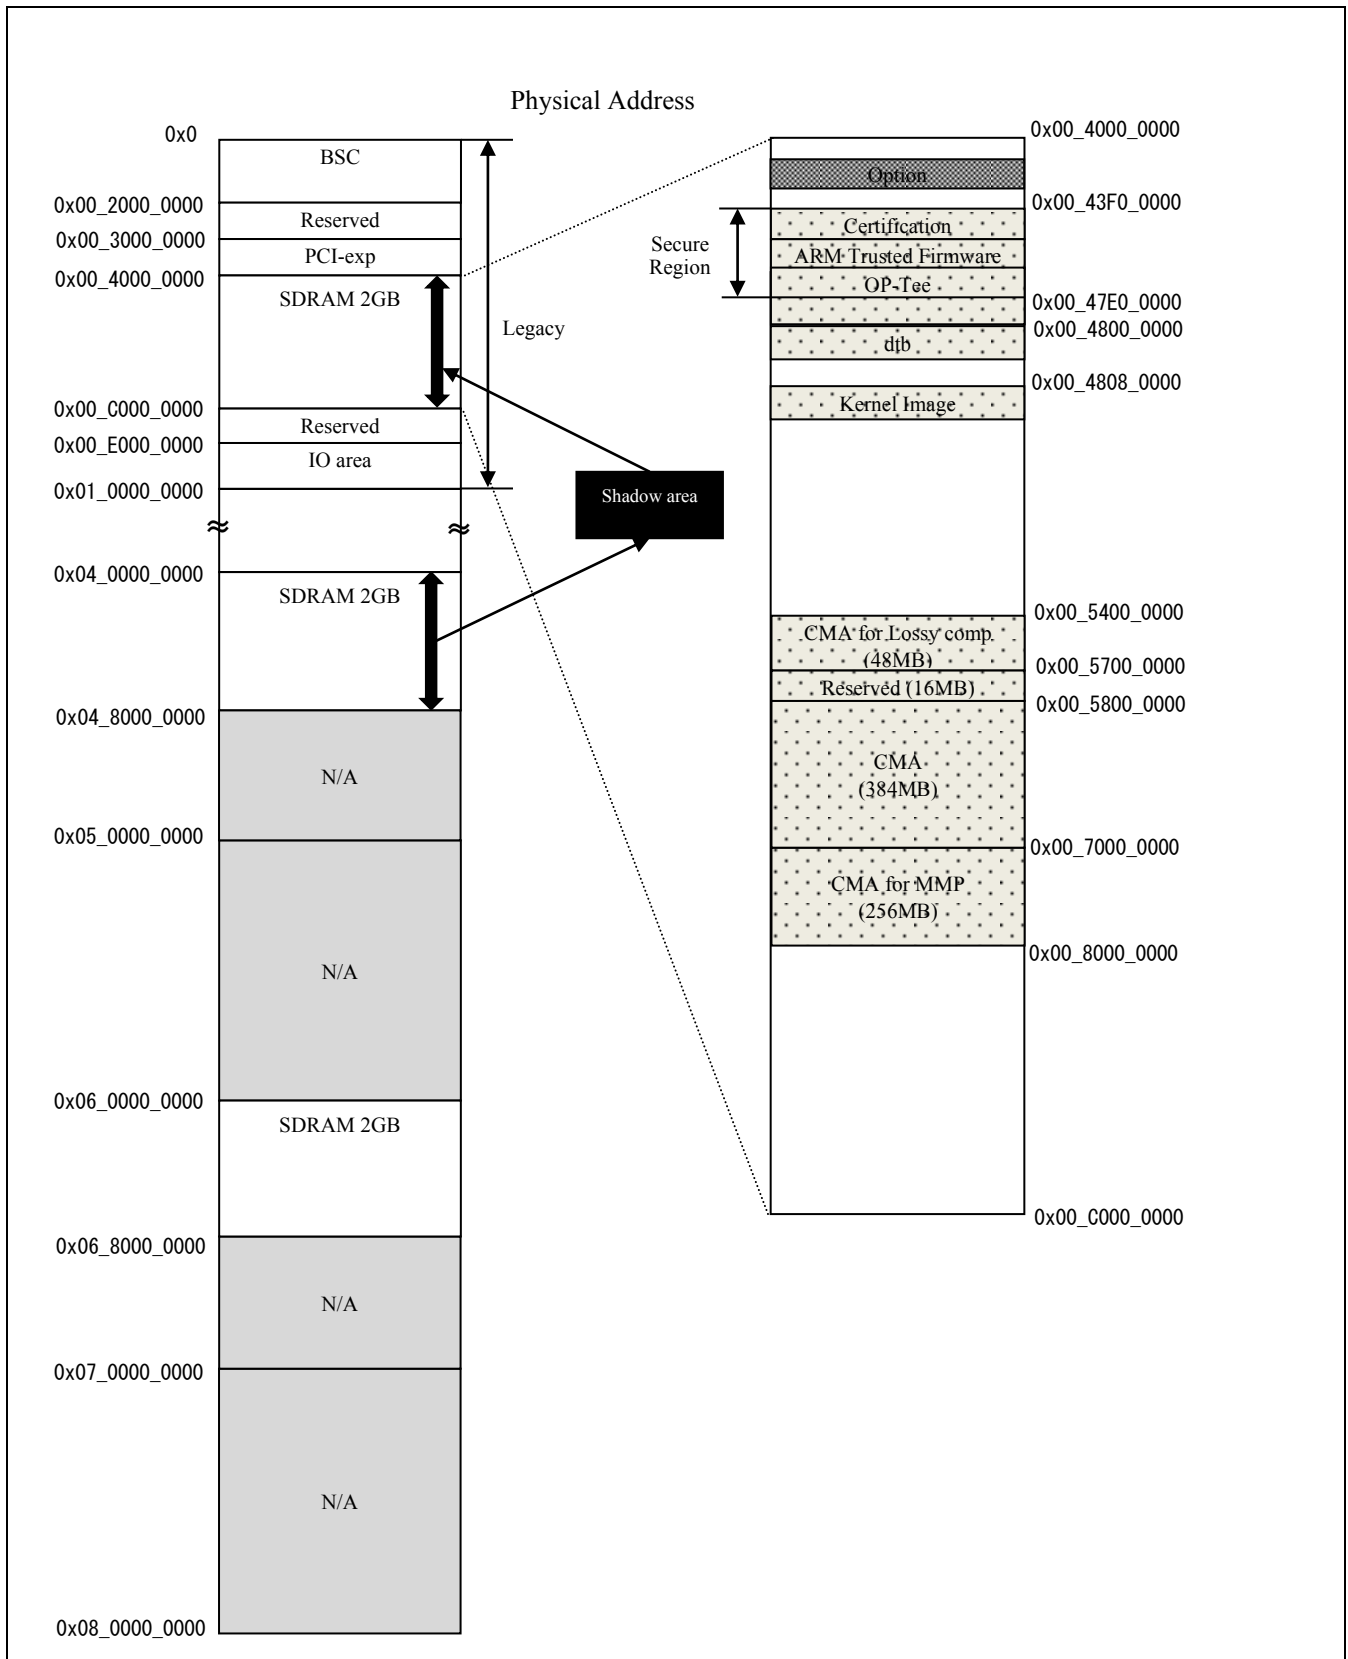 Physical Address
0x0
BSC
0x00_2000_0000
Reserved
0x00_3000_0000
PCI-exp
0x00_4000_0000
SDRAM 2GB
Legacy
0x00_C000_0000
Reserved
0x00_E000_0000
IO area
0x01_0000_0000
≈
≈
Shadow area
0x04_0000_0000
SDRAM 2GB
0x04_8000_0000
N/A
0x05_0000_0000
N/A
0x06_0000_0000
SDRAM 2GB
0x06_8000_0000
N/A
0x07_0000_0000
N/A
0x08_0000_0000
0x00_4000_0000
Option
0x00_43F0_0000
Secure
Region
Certification
ARM Trusted Firmware
OP-Tee
0x00_47E0_0000
0x00_4800_0000
dtb
0x00_4808_0000
Kernel Image
0x00_5400_0000
CMA for Lossy comp
(48MB)
0x00_5700_0000
Reserved (16MB)
0x00_5800_0000
CMA
(384MB)
0x00_7000_0000
CMA for MMP
(256MB)
0x00_8000_0000
0x00_C000_0000